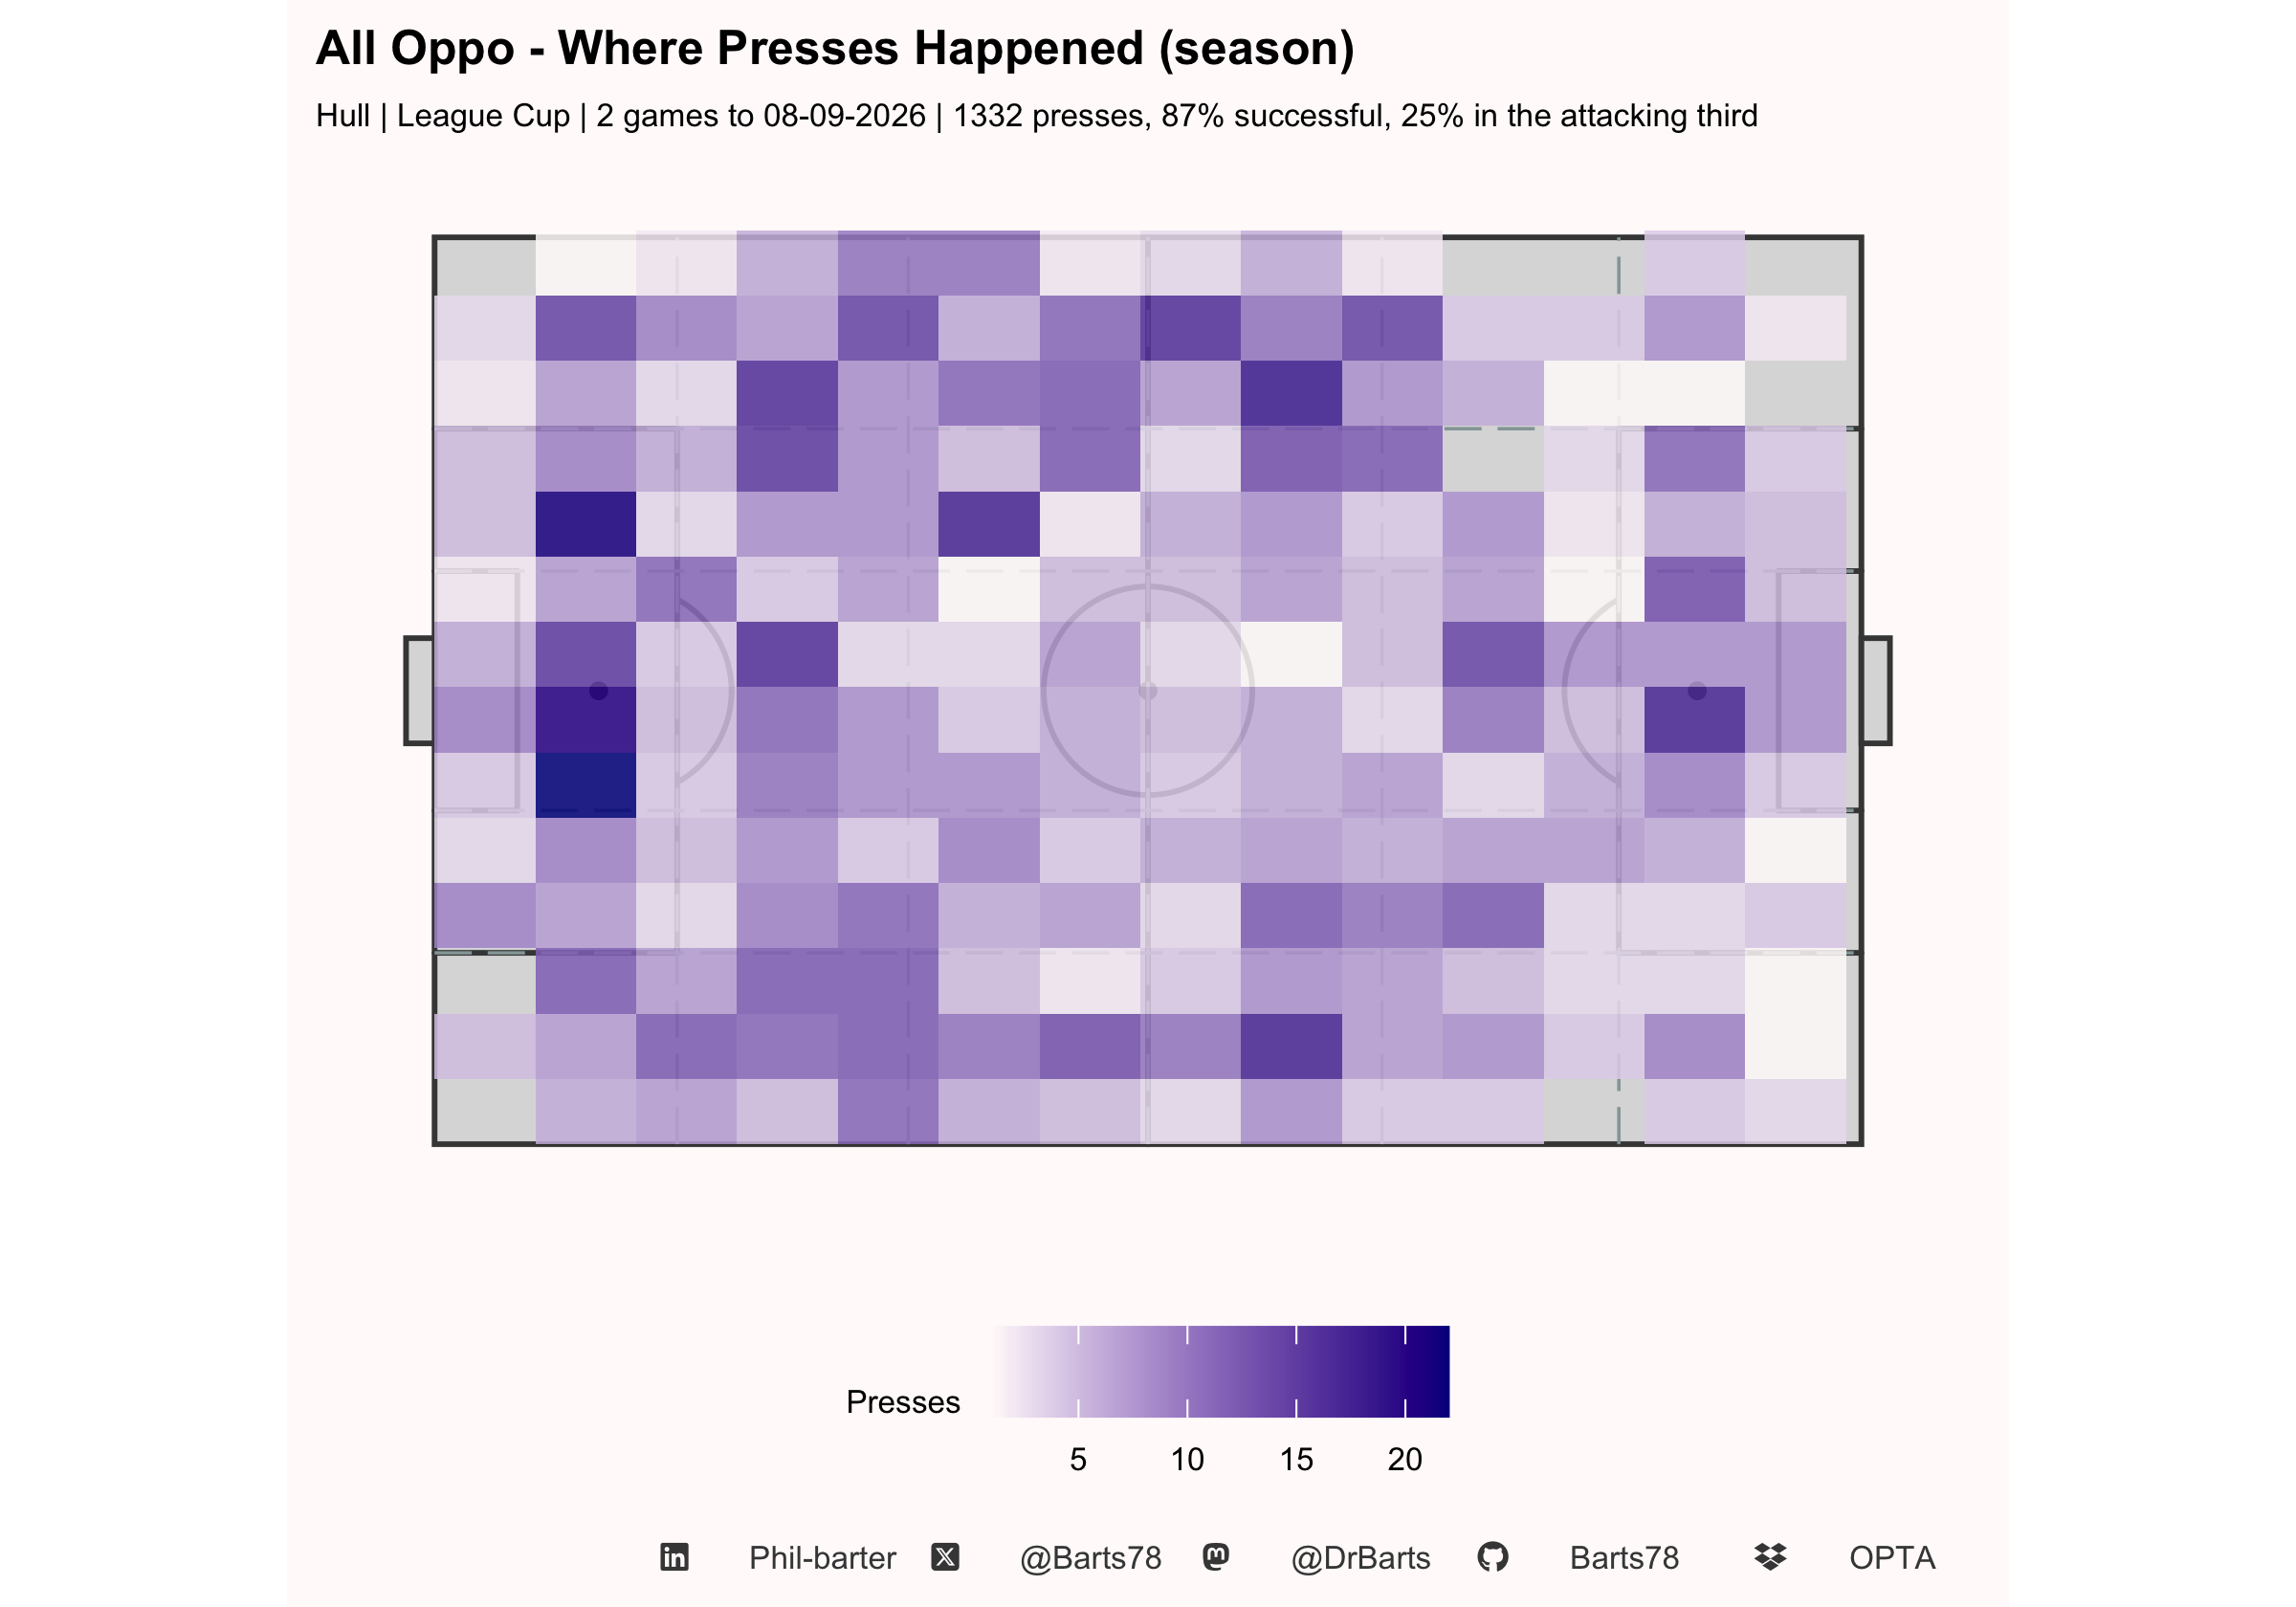 All Oppo - Where Presses Happened (season)
Hull | League Cup | 2 games to 08-09-2026 | 1332 presses, 87% successful, 25% in the attacking third
Presses
5 10 15 20
Phil-barter @Barts78 @DrBarts Barts78 OPTA